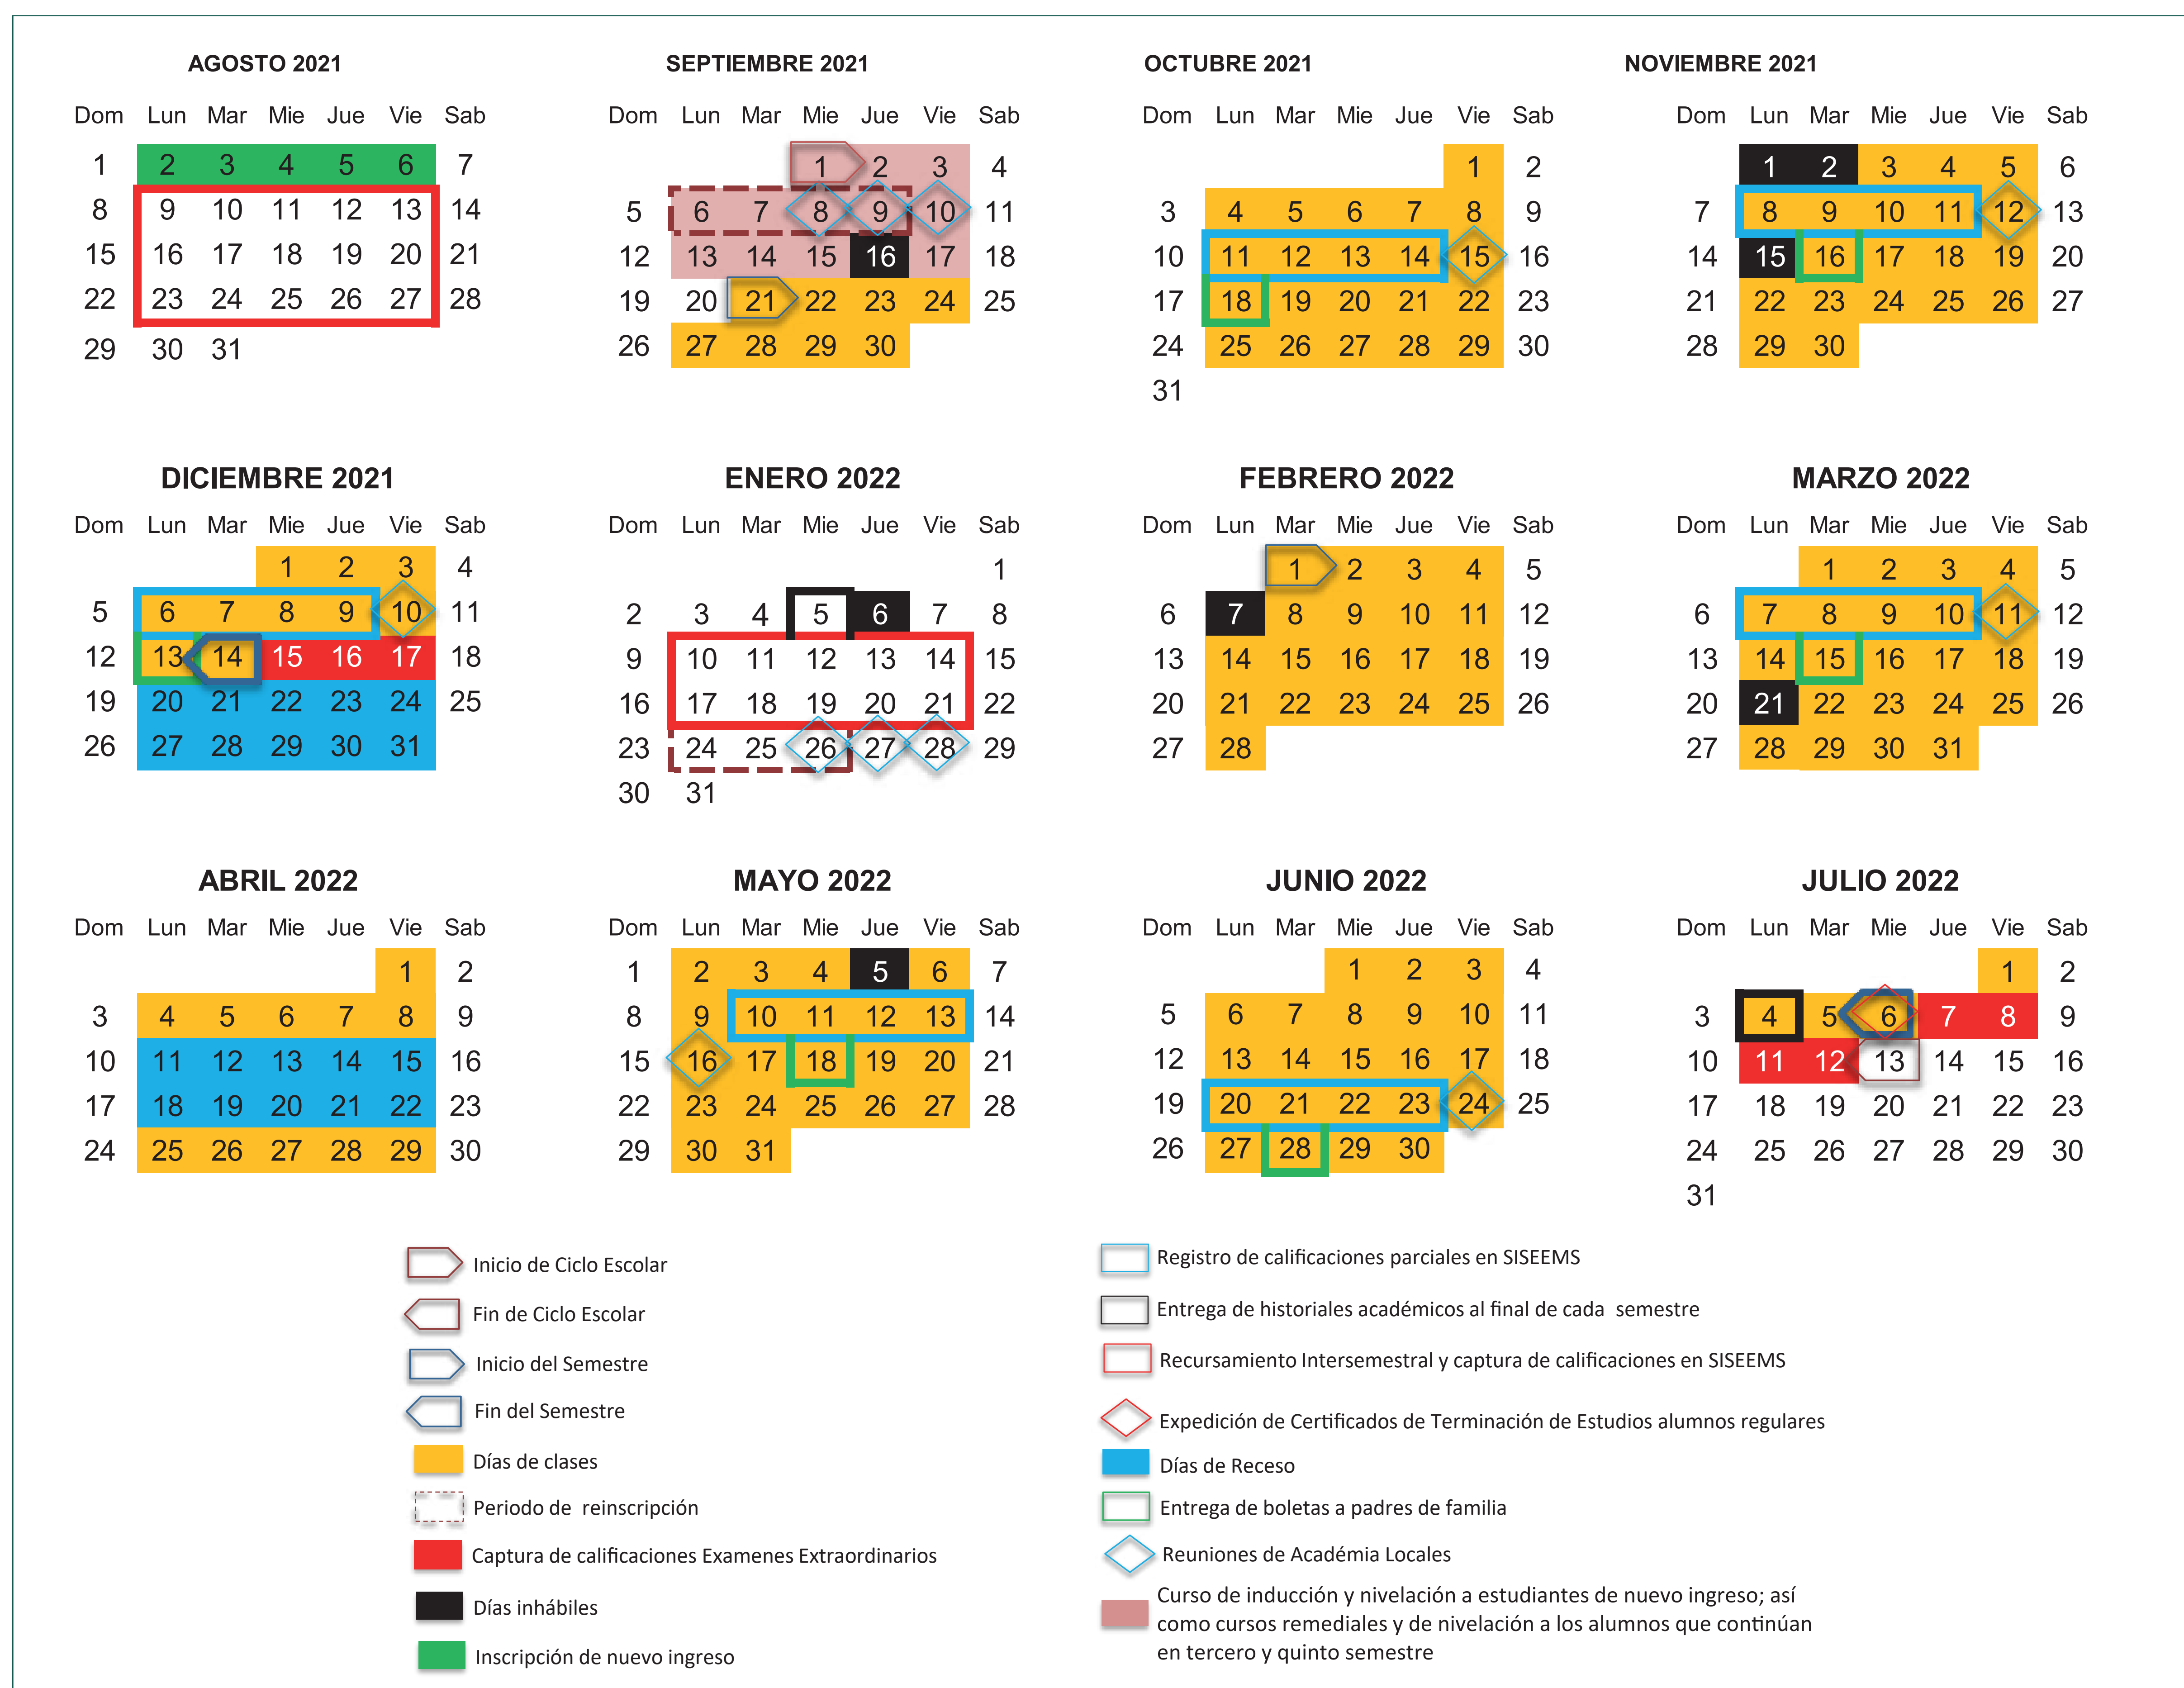 AGOSTO 2021
Dom Lun Mar Mie Jue Vie Sab
1 2 3 4 5 6 7
8 9 10 11 12 13 14
15 16 17 18 19 20 21
22 23 24 25 26 27 28
29 30 31
SEPTIEMBRE 2021
Dom Lun Mar Mie Jue Vie Sab
1 2 3 4
5 6 7 8 9 10 11
12 13 14 15 16 17 18
19 20 21 22 23 24 25
26 27 28 29 30
OCTUBRE 2021
Dom Lun Mar Mie Jue Vie Sab
1 2
3 4 5 6 7 8 9
10 11 12 13 14 15 16
17 18 19 20 21 22 23
24 25 26 27 28 29 30
31
NOVIEMBRE 2021
Dom Lun Mar Mie Jue Vie Sab
1 2 3 4 5 6
7 8 9 10 11 12 13
14 15 16 17 18 19 20
21 22 23 24 25 26 27
28 29 30
DICIEMBRE 2021
Dom Lun Mar Mie Jue Vie Sab
1 2 3 4
5 6 7 8 9 10 11
12 13 14 15 16 17 18
19 20 21 22 23 24 25
26 27 28 29 30 31
ENERO 2022
Dom Lun Mar Mie Jue Vie Sab
1
2 3 4 5 6 7 8
9 10 11 12 13 14 15
16 17 18 19 20 21 22
23 24 25 26 27 28 29
30 31
FEBRERO 2022
Dom Lun Mar Mie Jue Vie Sab
1 2 3 4 5
6 7 8 9 10 11 12
13 14 15 16 17 18 19
20 21 22 23 24 25 26
27 28
MARZO 2022
Dom Lun Mar Mie Jue Vie Sab
1 2 3 4 5
6 7 8 9 10 11 12
13 14 15 16 17 18 19
20 21 22 23 24 25 26
27 28 29 30 31
ABRIL 2022
Dom Lun Mar Mie Jue Vie Sab
1 2
3 4 5 6 7 8 9
10 11 12 13 14 15 16
17 18 19 20 21 22 23
24 25 26 27 28 29 30
MAYO 2022
Dom Lun Mar Mie Jue Vie Sab
1 2 3 4 5 6 7
8 9 10 11 12 13 14
15 16 17 18 19 20 21
22 23 24 25 26 27 28
29 30 31
JUNIO 2022
Dom Lun Mar Mie Jue Vie Sab
1 2 3 4
5 6 7 8 9 10 11
12 13 14 15 16 17 18
19 20 21 22 23 24 25
26 27 28 29 30
JULIO 2022
Dom Lun Mar Mie Jue Vie Sab
1 2
3 4 5 6 7 8 9
10 11 12 13 14 15 16
17 18 19 20 21 22 23
24 25 26 27 28 29 30
31
Inicio de Ciclo Escolar
Fin de Ciclo Escolar
Inicio del Semestre
Fin del Semestre
Días de clases
Periodo de reinscripción
Captura de calificaciones Examenes Extraordinarios
Días inhábiles
Inscripción de nuevo ingreso
Registro de calificaciones parciales en SISEEMS
Entrega de historiales académicos al final de cada semestre
Recursamiento Intersemestral y captura de calificaciones en SISEEMS
Expedición de Certificados de Terminación de Estudios alumnos regulares
Días de Receso
Entrega de boletas a padres de familia
Reuniones de Académia Locales
Curso de inducción y nivelación a estudiantes de nuevo ingreso; así
como cursos remediales y de nivelación a los alumnos que continúan
en tercero y quinto semestre